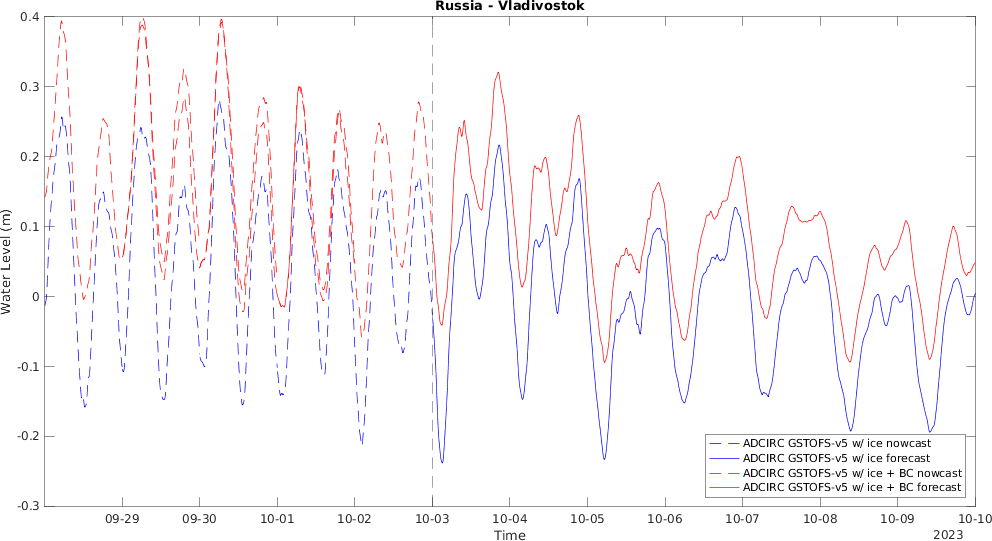 Russia - Vladivostok
Water Level (m)
0.4
0.3
0.2
0.1
0
-0.1
-0.2
-0.3
09-29 09-30 10-01 10-02 10-03 10-04 10-05 10-06 10-07 10-08 10-09 10-10
Time
2023
ADCIRC GSTOFS-v5 w/ ice nowcast
ADCIRC GSTOFS-v5 w/ ice forecast
ADCIRC GSTOFS-v5 w/ ice + BC nowcast
ADCIRC GSTOFS-v5 w/ ice + BC forecast